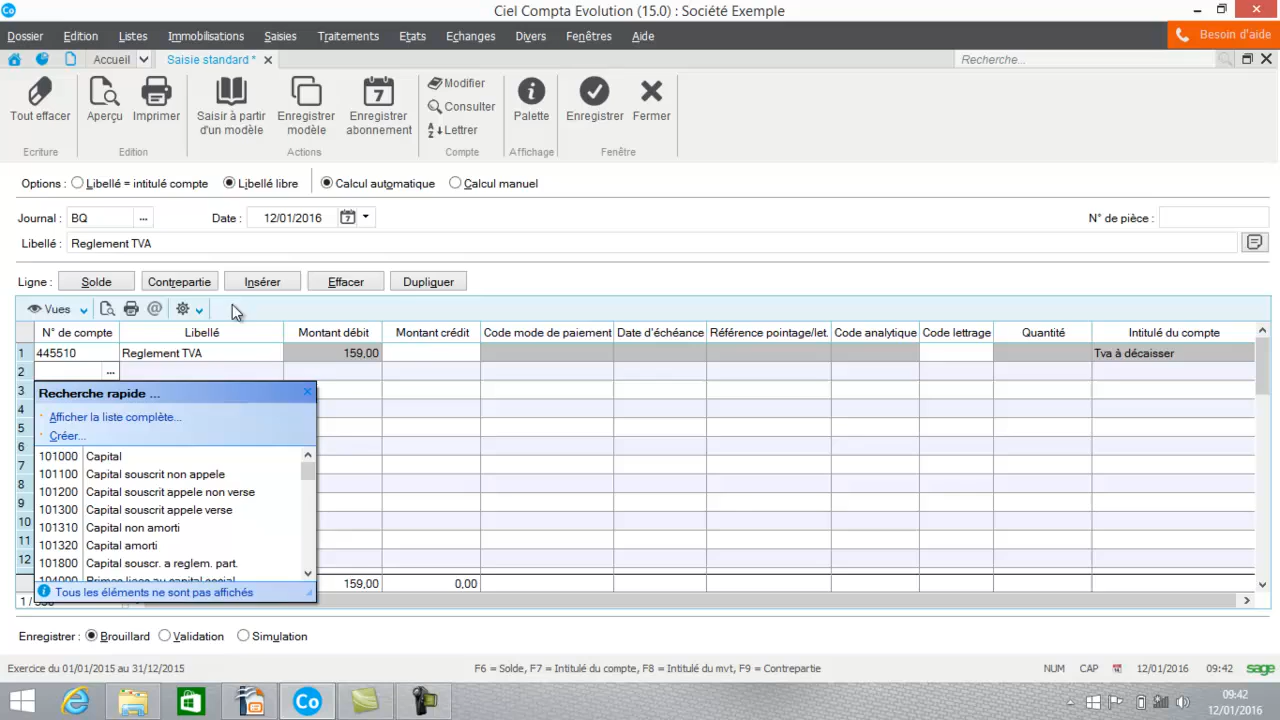 Ciel Compta Evolution (15.0) : Société Exemple
Dossier Edition Listes Immobilisations Saisies Traitements Etats Echanges Divers Fenêtres Aide Besoin d'aide
Accueil Saisie standard * Recherche...
Tout effacer Aperçu Imprimer Saisir à partir d'un modèle Enregistrer modèle Enregistrer abonnement Modifier Consulter Lettrer Palette Enregistrer Fermer
Ecriture Edition Actions Compte Affichage Fenêtre
Options : Libellé = intitulé compte Libellé libre Calcul automatique Calcul manuel
Journal : BQ ... Date : 12/01/2016 7 N° de pièce :
Libellé : Reglement TVA
Ligne : Solde Contrepartie Insérer Effacer Dupliquer
Vues @
N° de compte Libellé Montant débit Montant crédit Code mode de paiement Date d'échéance Référence pointage/let. Code analytique Code lettrage Quantité Intitulé du compte
1 445510 Reglement TVA 159,00 Tva à décaisser
2 ...
3 Recherche rapide ...
4 Afficher la liste complète...
5 Créer...
6 101000 Capital
7 101100 Capital souscrit non appele
8 101200 Capital souscrit appele non verse
9 101300 Capital souscrit appele verse
10 101310 Capital non amorti
11 101320 Capital amorti
12 101800 Capital souscr. a reglem. part.
104000 Primes liees au capital social 159,00 0,00
Tous les éléments ne sont pas affichés
Enregistrer : Brouillard Validation Simulation
Exercice du 01/01/2015 au 31/12/2015 F6 = Solde, F7 = Intitulé du compte, F8 = Intitulé du mvt, F9 = Contrepartie NUM CAP 12/01/2016 09:42 sage
Co 09:42
12/01/2016